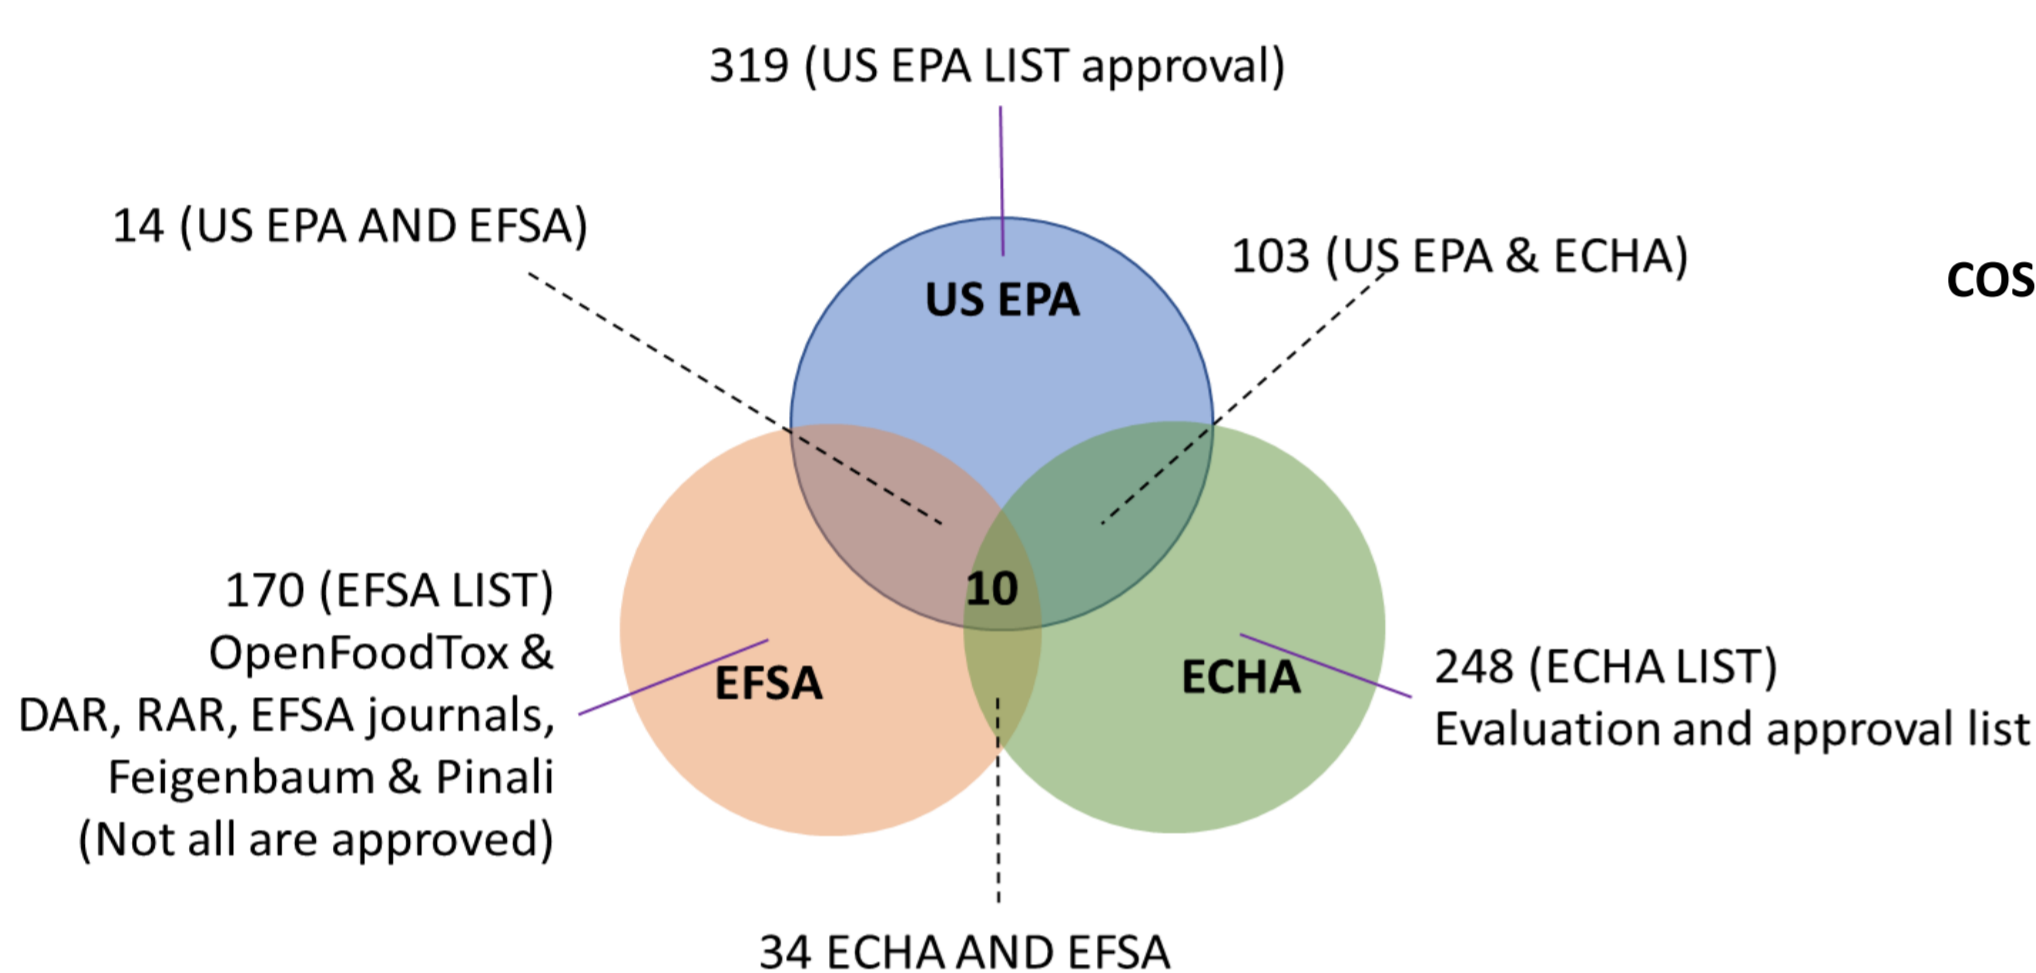 319 (US EPA LIST approval)
14 (US EPA AND EFSA)
103 (US EPA & ECHA)
COS
US EPA
10
170 (EFSA LIST)
OpenFoodTox &
DAR, RAR, EFSA journals,
Feigenbaum & Pinali
(Not all are approved)
EFSA
ECHA
248 (ECHA LIST)
Evaluation and approval list
34 ECHA AND EFSA